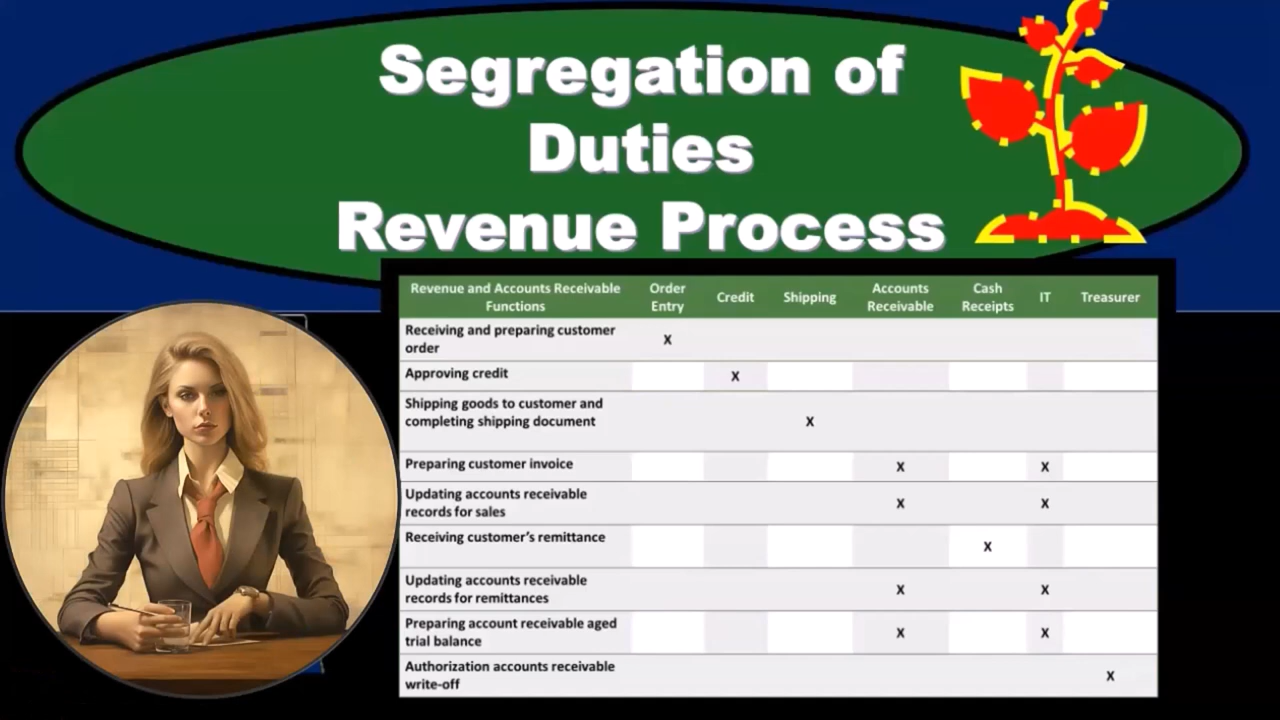 Segregation of
Duties
Revenue Process
Revenue and Accounts Receivable
Functions
Order
Entry
Credit
Shipping
Accounts
Receivable
Cash
Receipts
IT
Treasurer
Receiving and preparing customer
order
X
Approving credit
X
Shipping goods to customer and
completing shipping document
X
Preparing customer invoice
X X
Updating accounts receivable
records for sales
X X
Receiving customer’s remittance
X
Updating accounts receivable
records for remittances
X X
Preparing account receivable aged
trial balance
X X
Authorization accounts receivable
write-off
X